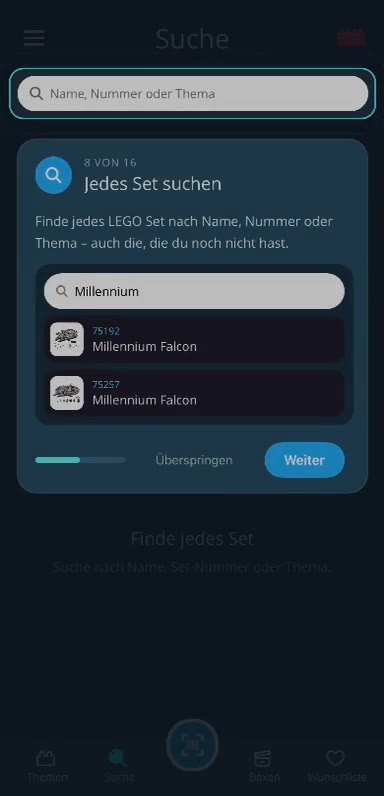 Suche
Name, Nummer oder Thema
8 VON 16
Jedes Set suchen
Finde jedes LEGO Set nach Name, Nummer oder
Thema – auch die, die du noch nicht hast.
Millennium
75192
Millennium Falcon
75257
Millennium Falcon
Überspringen
Weiter
Finde jedes Set
Suche nach Name, Set-Nummer oder Thema.
Themen
Suche
Boxen
Wunschliste